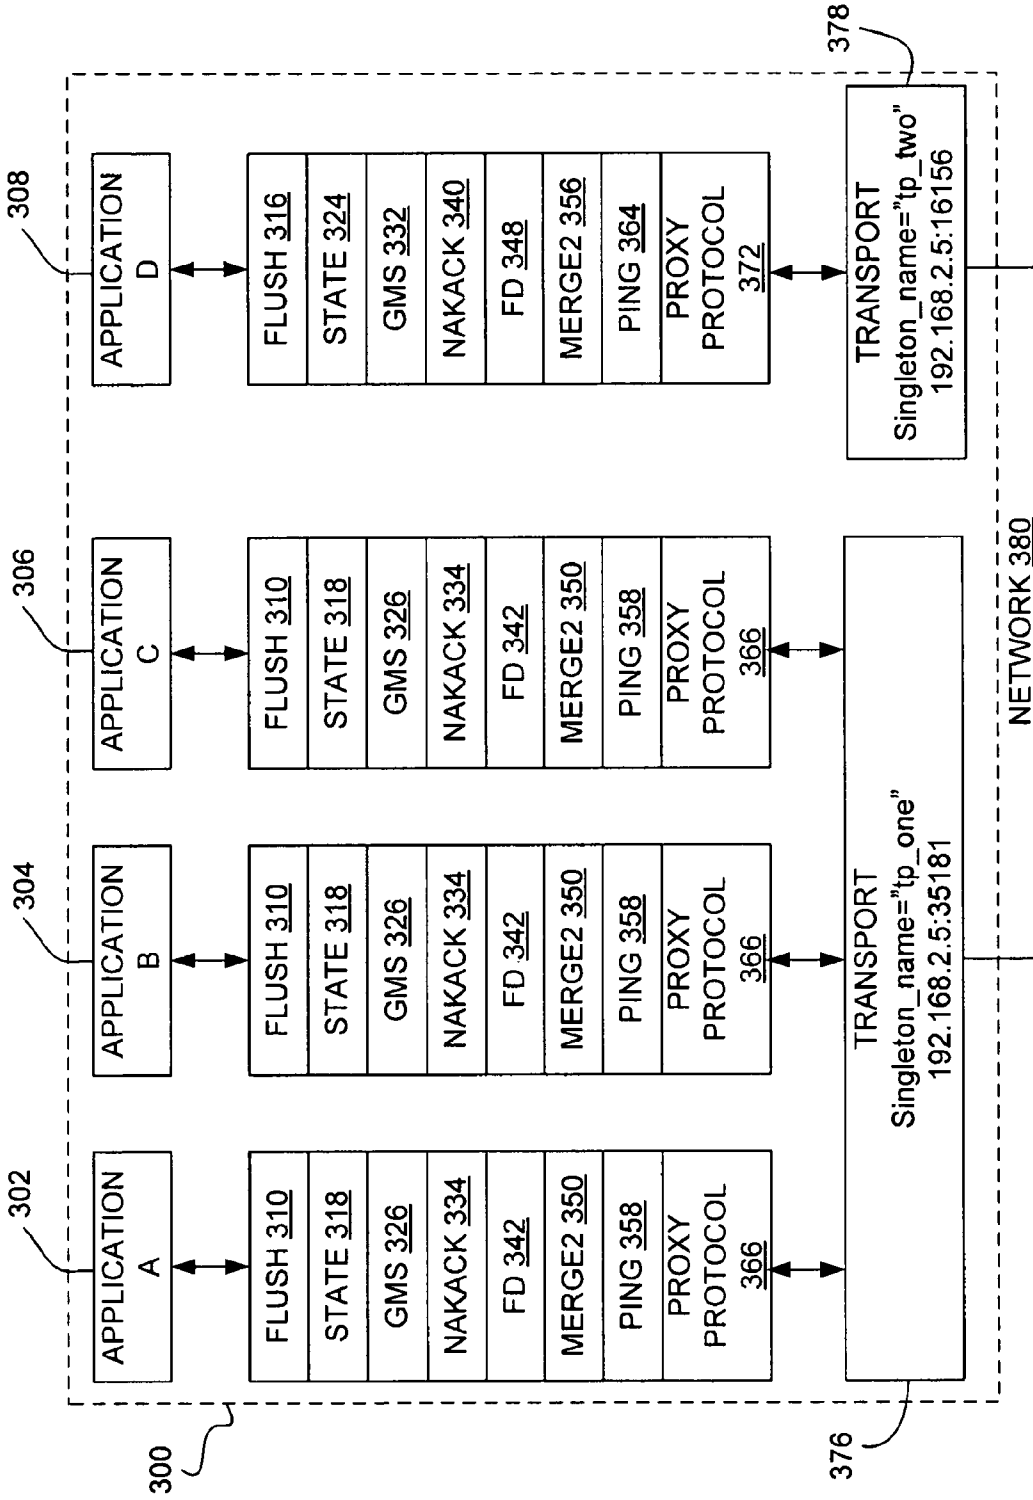 302
304
306
308
APPLICATION
A
APPLICATION
B
APPLICATION
C
APPLICATION
D
300
FLUSH 310
STATE 318
GMS 326
NAKACK 334
FD 342
MERGE2 350
PING 358
PROXY
PROTOCOL
366
FLUSH 310
STATE 318
GMS 326
NAKACK 334
FD 342
MERGE2 350
PING 358
PROXY
PROTOCOL
366
FLUSH 310
STATE 318
GMS 326
NAKACK 334
FD 342
MERGE2 350
PING 358
PROXY
PROTOCOL
366
FLUSH 316
STATE 324
GMS 332
NAKACK 340
FD 348
MERGE2 356
PING 364
PROXY
PROTOCOL
372
TRANSPORT
Singleton_name="tp_one"
192.168.2.5:35181
376
TRANSPORT
Singleton_name="tp_two"
192.168.2.5:16156
378
NETWORK 380